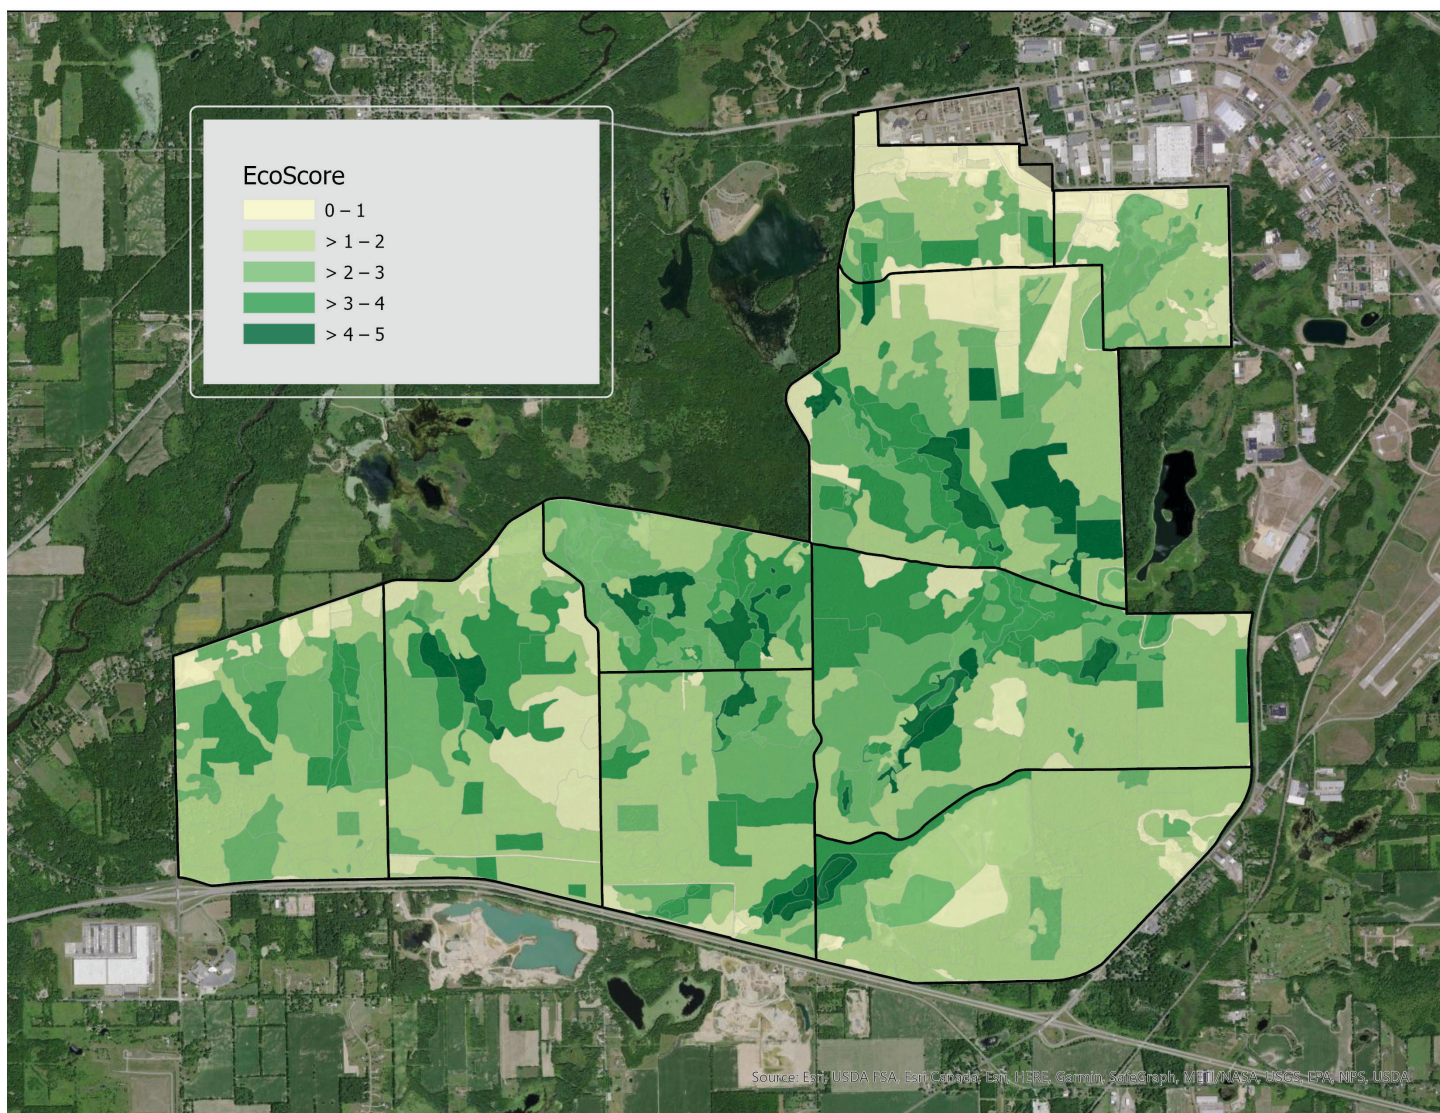 EcoScore
0 – 1
> 1 – 2
> 2 – 3
> 3 – 4
> 4 – 5
Source: Esri, USDA FSA, Esri Canada, Esri, HERE, Garmin, SafeGraph, METI/NASA, USGS, EPA, NPS, USDA